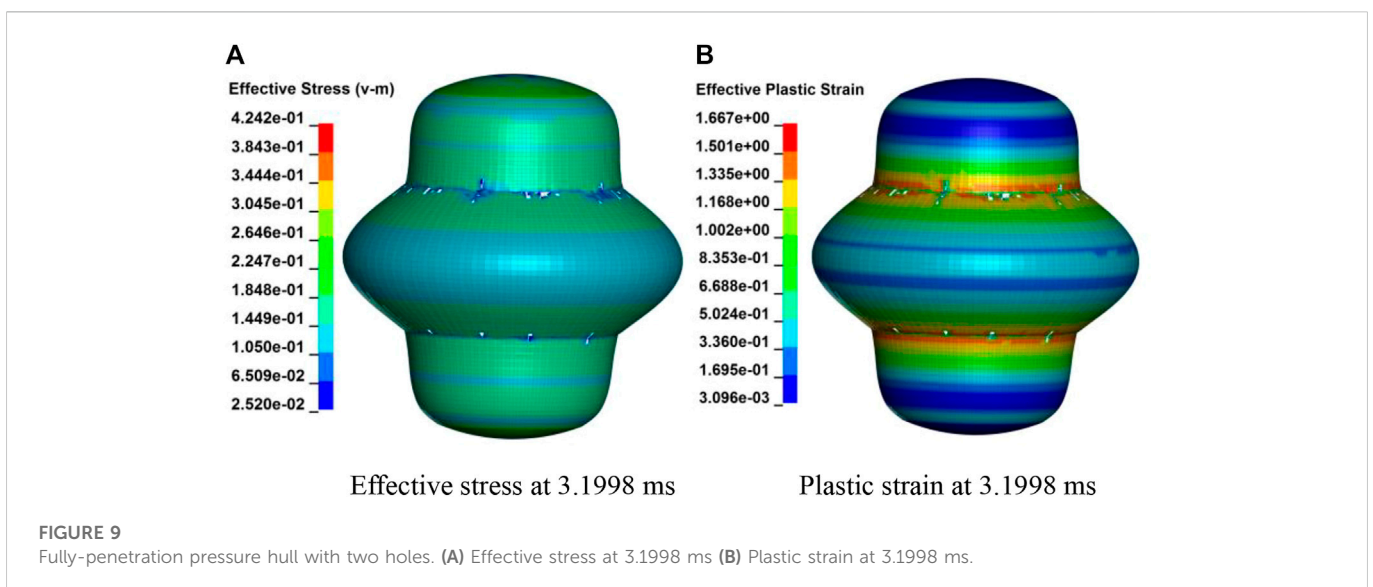 A
Effective Stress (v-m)
4.242e-01
3.843e-01
3.444e-01
3.045e-01
2.646e-01
2.247e-01
1.848e-01
1.449e-01
1.050e-01
6.509e-02
2.520e-02
B
Effective Plastic Strain
1.667e+00
1.501e+00
1.335e+00
1.168e+00
1.002e+00
8.353e-01
6.688e-01
5.024e-01
3.360e-01
1.695e-01
3.096e-03
Effective stress at 3.1998 ms
Plastic strain at 3.1998 ms
FIGURE 9
Fully-penetration pressure hull with two holes. (A) Effective stress at 3.1998 ms (B) Plastic strain at 3.1998 ms.